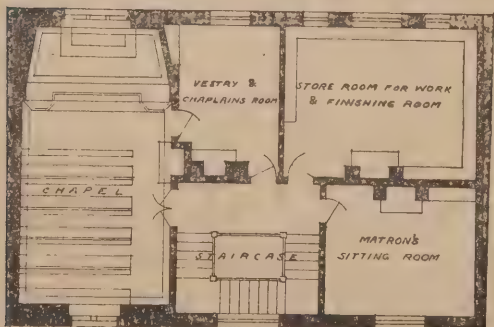 VESTRY &
CHAPLAINS ROOM
STORE ROOM FOR WORK
& FINISHING ROOM
CHAPEL
STAIRCASE
MATRON'S
SITTING ROOM